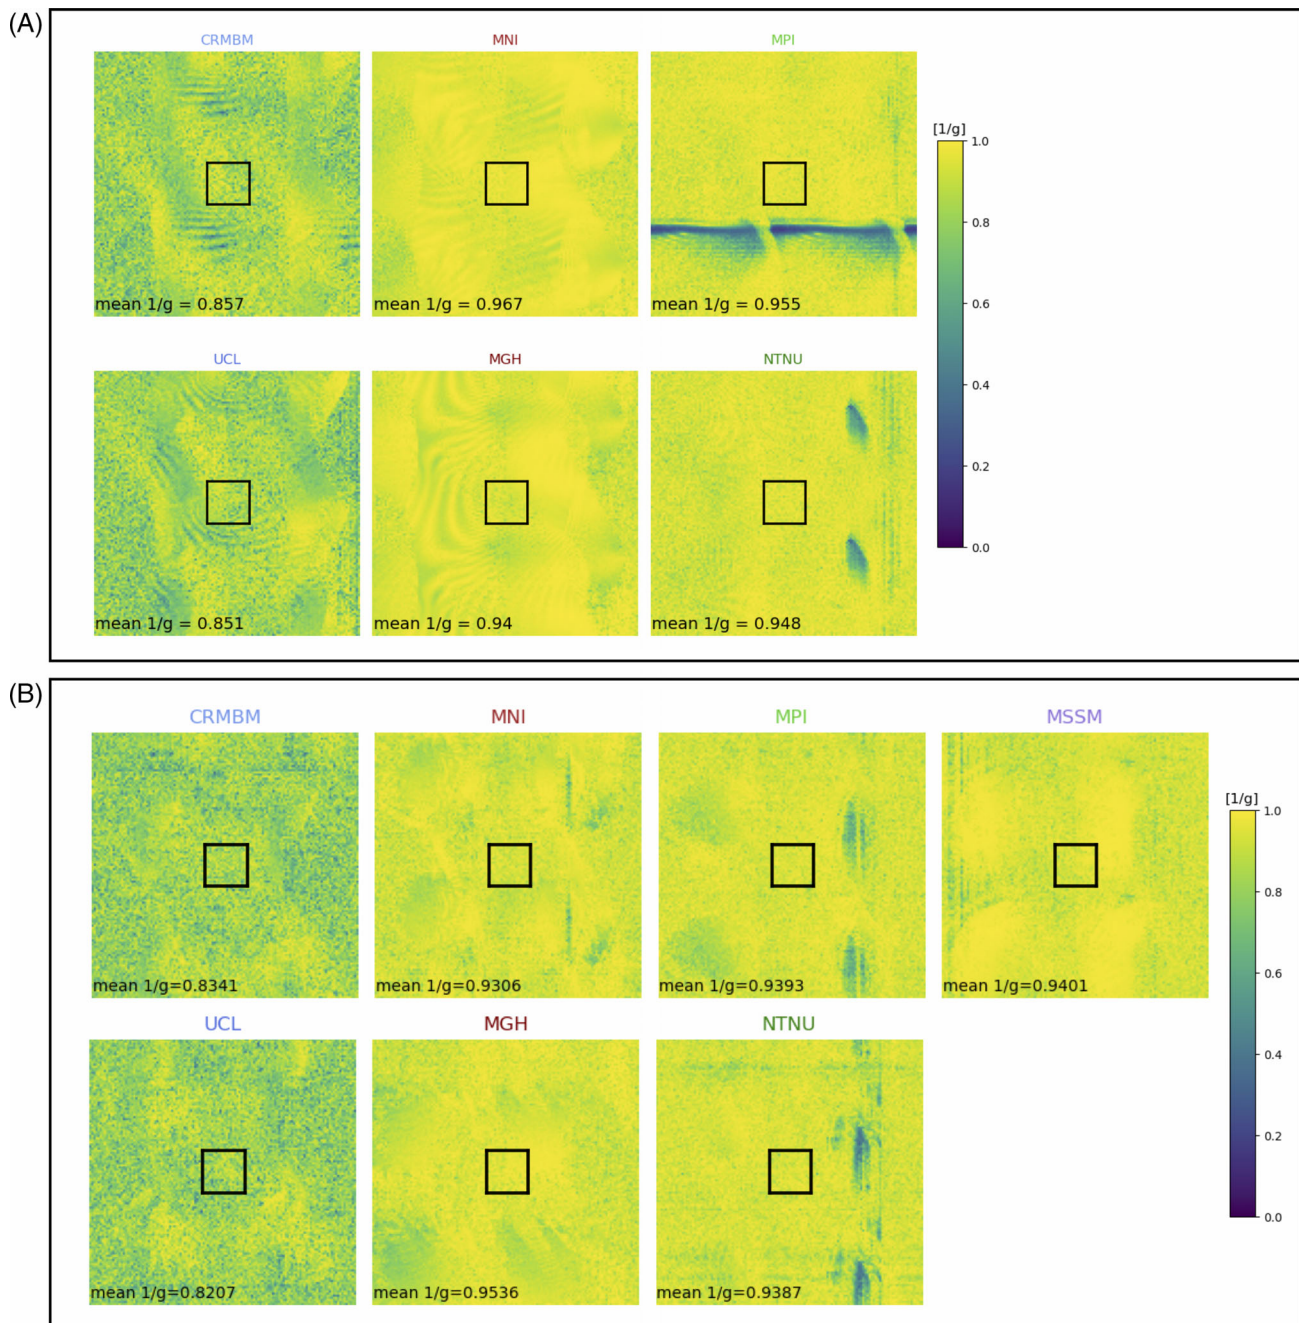 (A)
CRMBM
MNI
MPI
[1/g]
1.0
0.8
0.6
0.4
0.2
0.0
mean 1/g = 0.857
mean 1/g = 0.967
mean 1/g = 0.955
UCL
MGH
NTNU
mean 1/g = 0.851
mean 1/g = 0.94
mean 1/g = 0.948
(B)
CRMBM
MNI
MPI
MSSM
[1/g]
1.0
0.8
0.6
0.4
0.2
0.0
mean 1/g=0.8341
mean 1/g=0.9306
mean 1/g=0.9393
mean 1/g=0.9401
UCL
MGH
NTNU
mean 1/g=0.8207
mean 1/g=0.9536
mean 1/g=0.9387